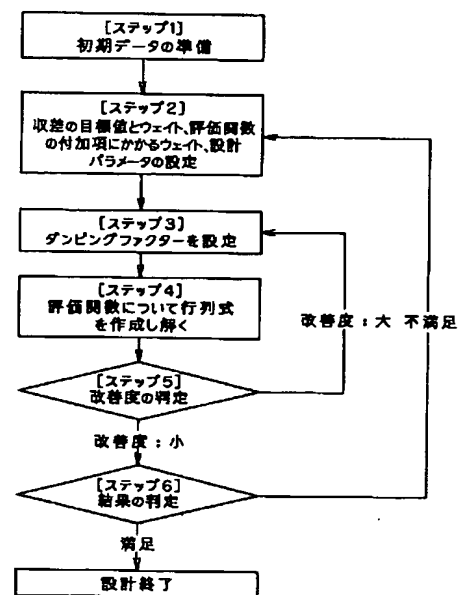 [ステップ1]
初期データの準備
[ステップ2]
収差の目標値とウェイト、評価関数
の付加項にかかるウェイト、設計
パラメータの設定
[ステップ3]
ダンピングファクターを設定
[ステップ4]
評価関数について行列式
を作成し解く
改善度：大 不満足
[ステップ5]
改善度の判定
改善度：小
[ステップ6]
結果の判定
満足
設計終了